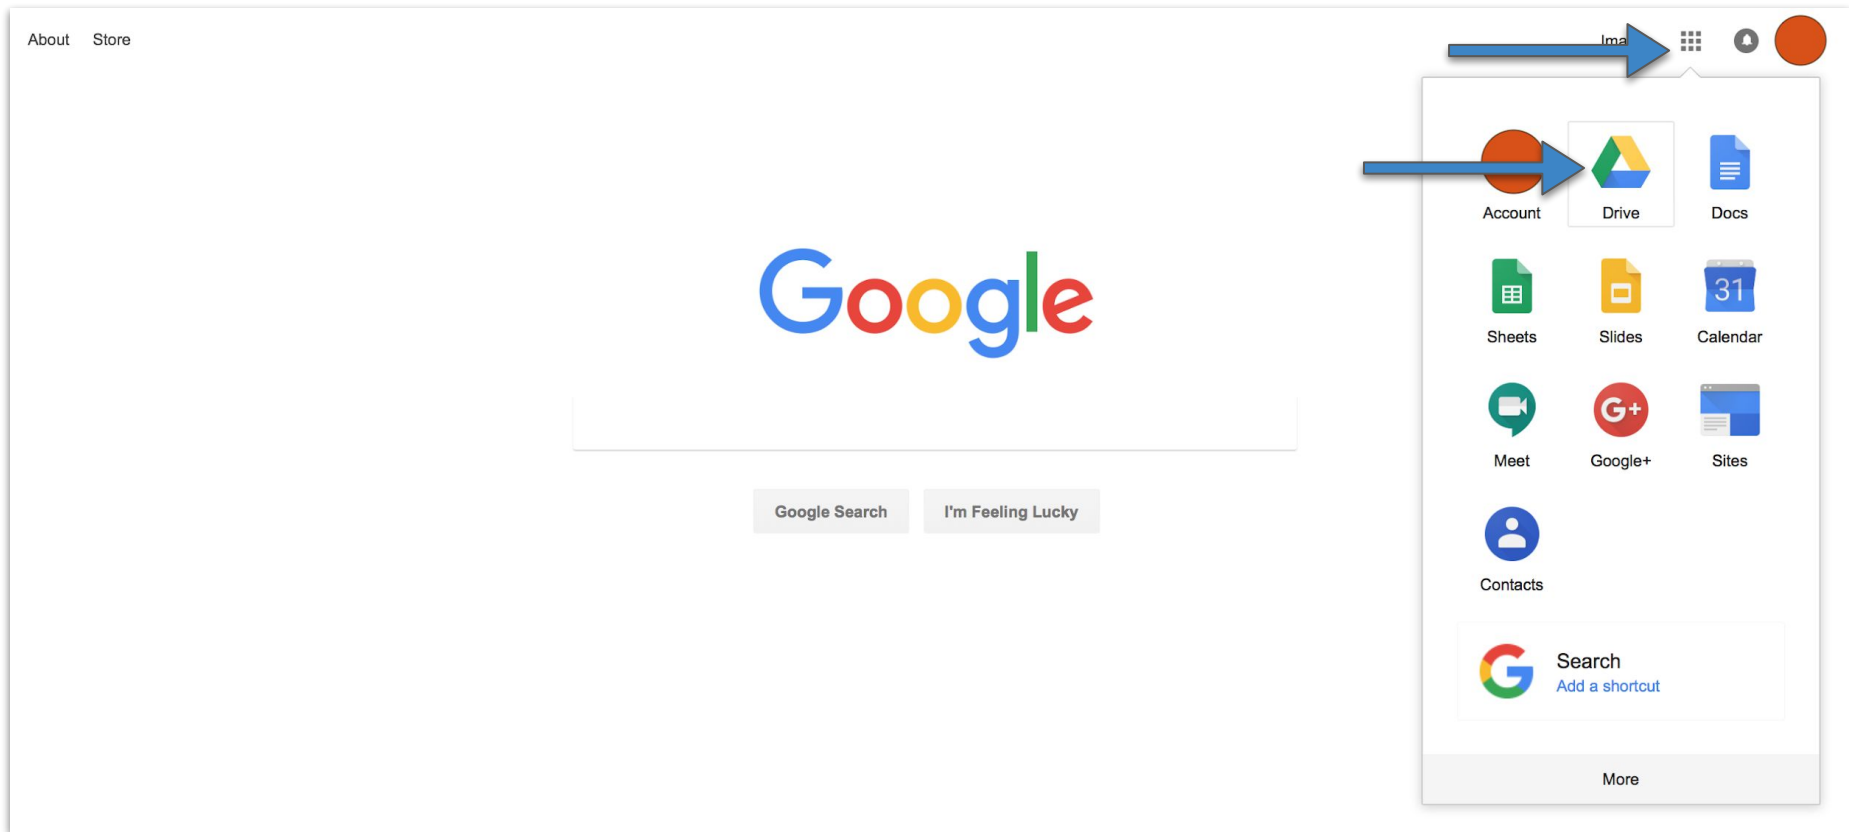 About Store
Account Drive Docs
Google
31
Sheets Slides Calendar
G+
Meet Google+ Sites
Google Search I'm Feeling Lucky
Contacts
G Search
Add a shortcut
More